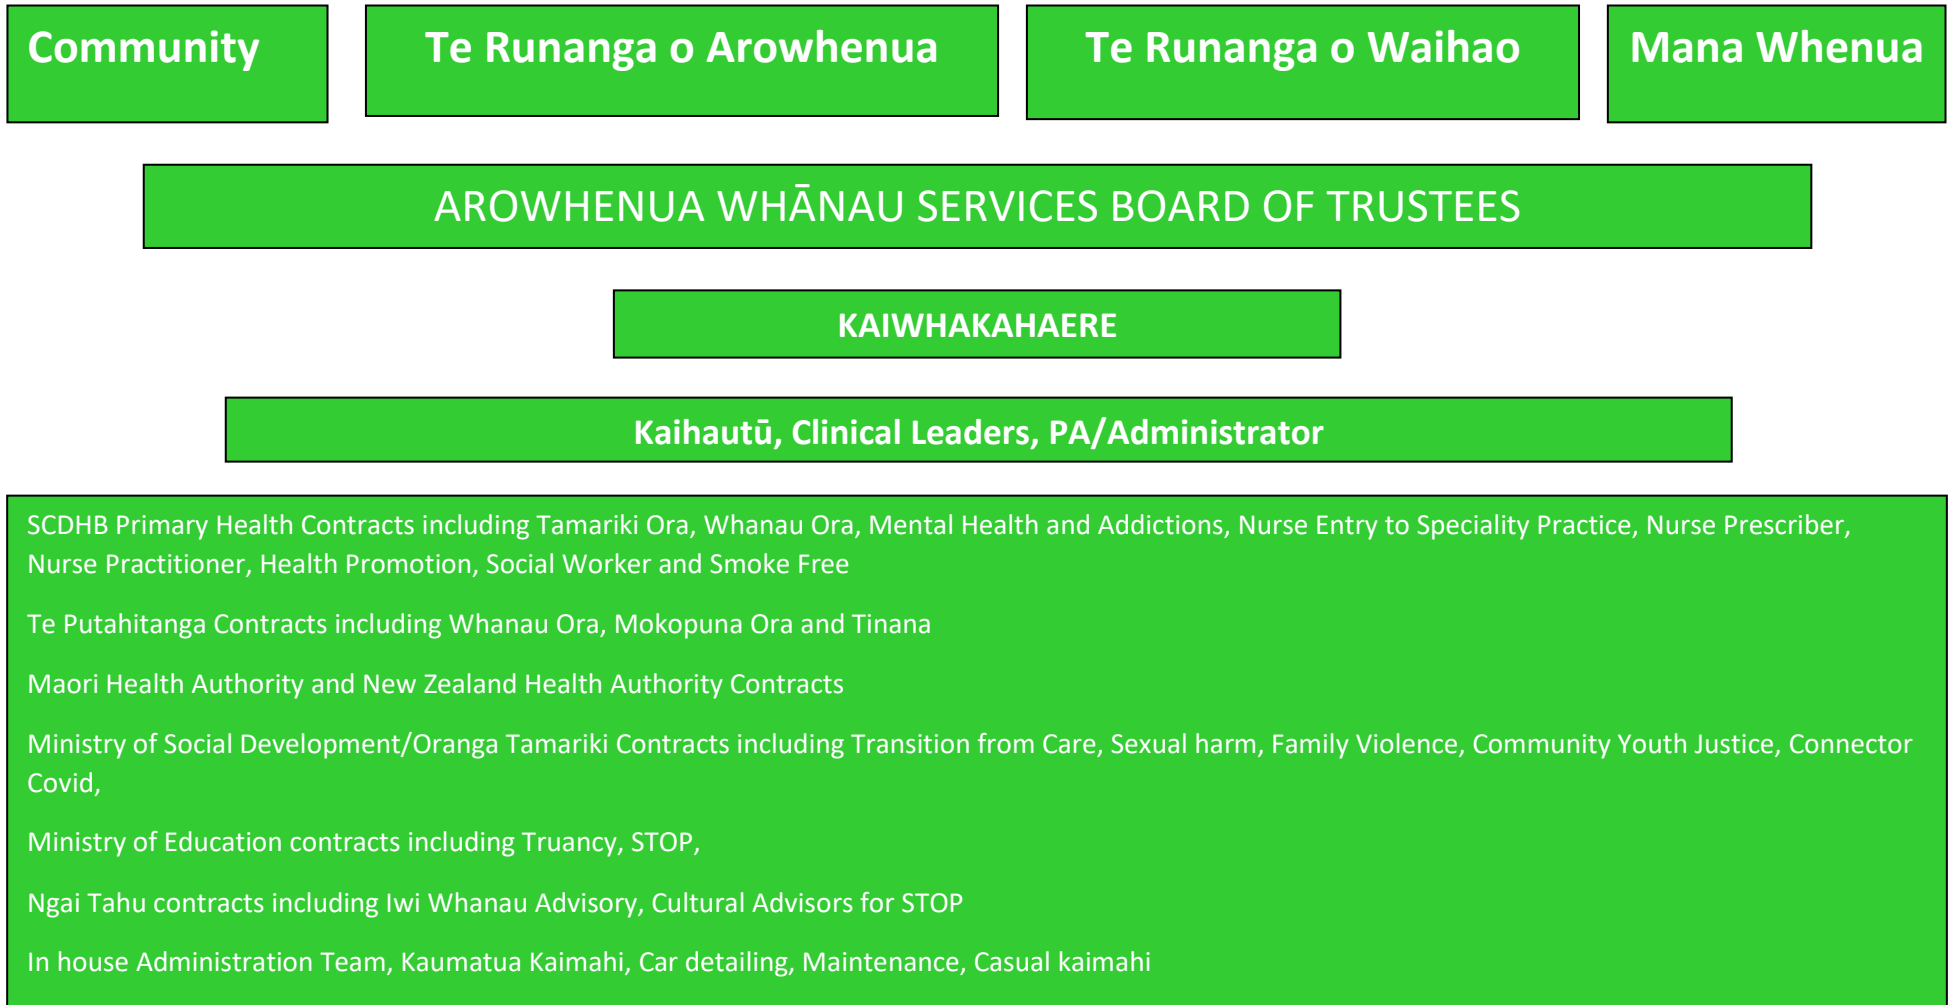 Community
Te Runanga o Arowhenua
Te Runanga o Waihao
Mana Whenua
AROWHENUA WHĀNAU SERVICES BOARD OF TRUSTEES
KAIWHAKAHAERE
Kaihautū, Clinical Leaders, PA/Administrator
SCDHB Primary Health Contracts including Tamariki Ora, Whanau Ora, Mental Health and Addictions, Nurse Entry to Speciality Practice, Nurse Prescriber,
Nurse Practitioner, Health Promotion, Social Worker and Smoke Free
Te Putahitanga Contracts including Whanau Ora, Mokopuna Ora and Tinana
Maori Health Authority and New Zealand Health Authority Contracts
Ministry of Social Development/Oranga Tamariki Contracts including Transition from Care, Sexual harm, Family Violence, Community Youth Justice, Connector
Covid,
Ministry of Education contracts including Truancy, STOP,
Ngai Tahu contracts including Iwi Whanau Advisory, Cultural Advisors for STOP
In house Administration Team, Kaumatua Kaimahi, Car detailing, Maintenance, Casual kaimahi